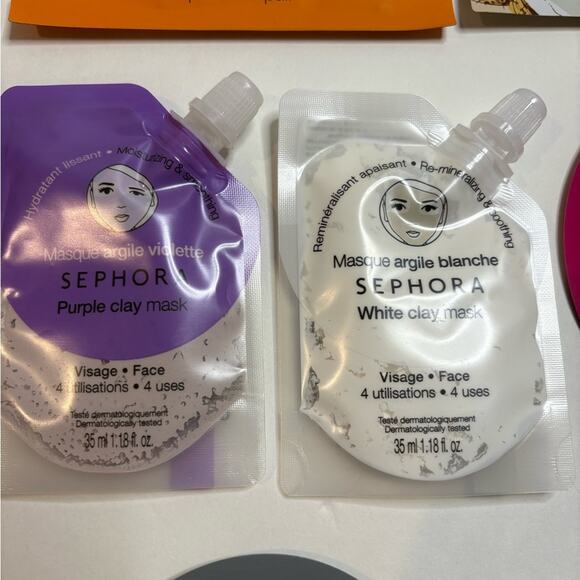 Hydratant lissant • Moisturizing & smoothing
Masque argile violette
SEPHORA
Purple clay mask
Visage • Face
4 utilisations • 4 uses
Testé dermatologiquement
Dermatologically tested
35 ml 1.18 fl. oz.
Reminéralisant apaisant • Re-mineralizing & soothing
Masque argile blanche
SEPHORA
White clay mask
Visage • Face
4 utilisations • 4 uses
Testé dermatologiquement
Dermatologically tested
35 ml 1.18 fl. oz.